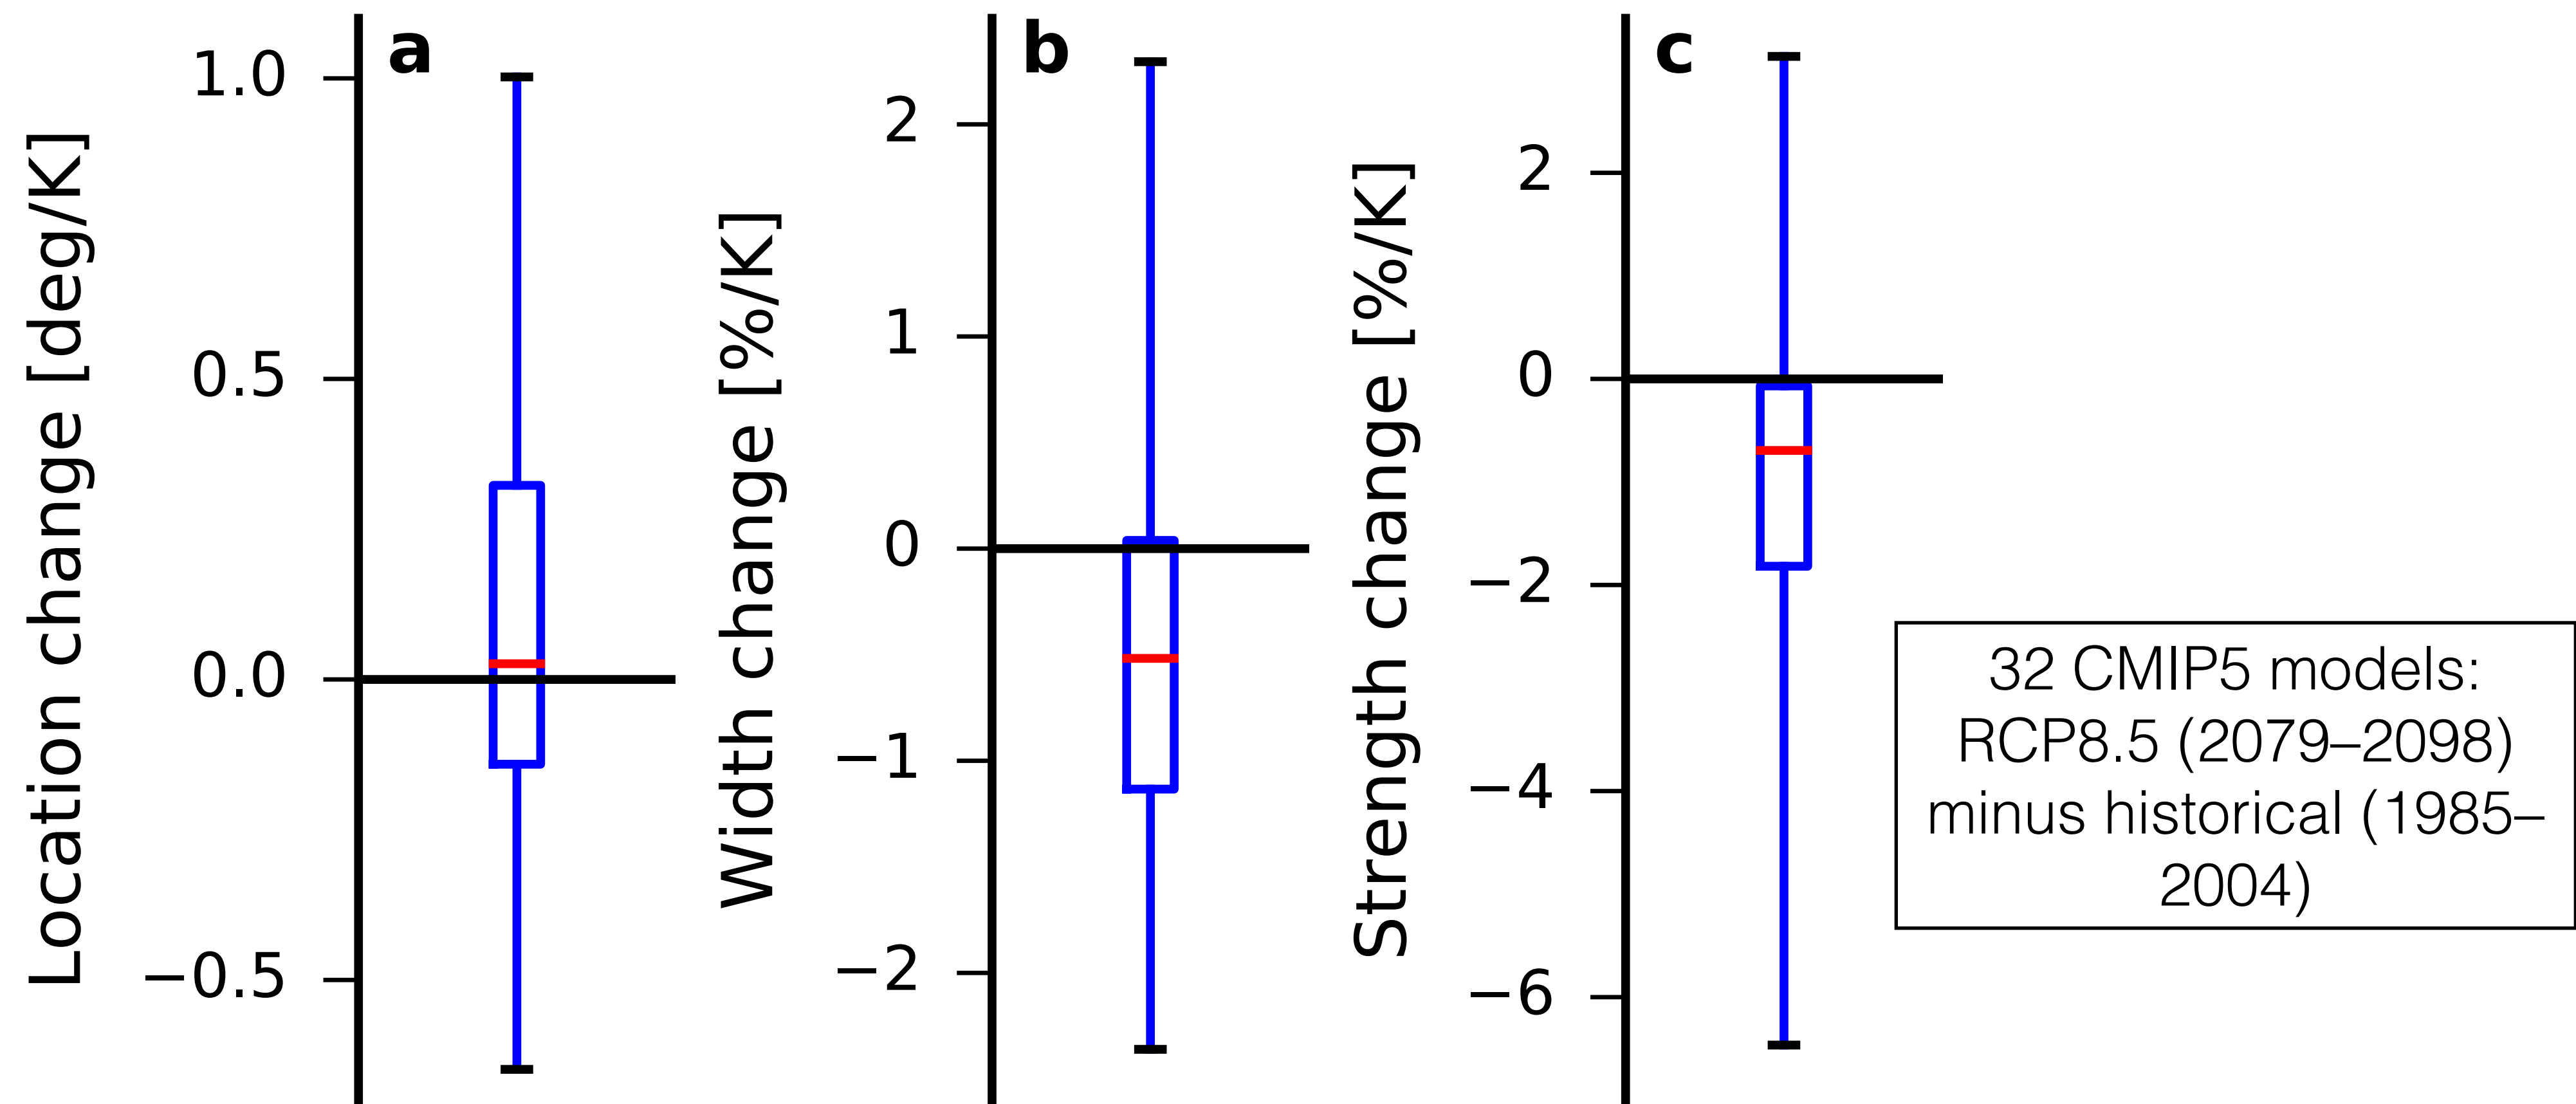 a
Location change [deg/K]
1.0
0.5
0.0
−0.5
b
Width change [%/K]
2
1
0
−1
−2
c
Strength change [%/K]
2
0
−2
−4
−6
32 CMIP5 models:
RCP8.5 (2079–2098)
minus historical (1985–
2004)